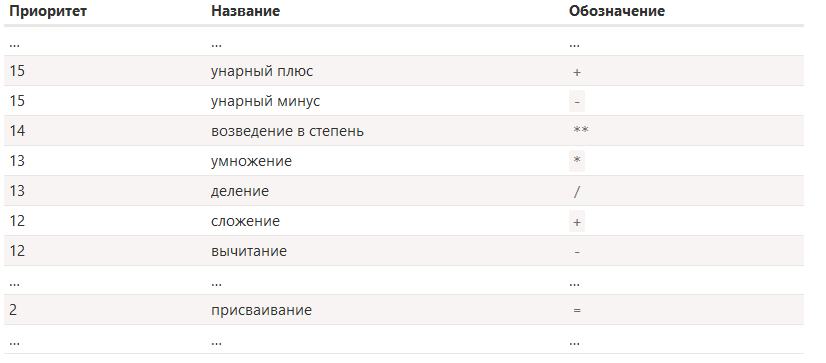 Приоритет Название Обозначение
... ... ...
15 унарный плюс +
15 унарный минус -
14 возведение в степень **
13 умножение *
13 деление /
12 сложение +
12 вычитание -
... ... ...
2 присваивание =
... ... ...